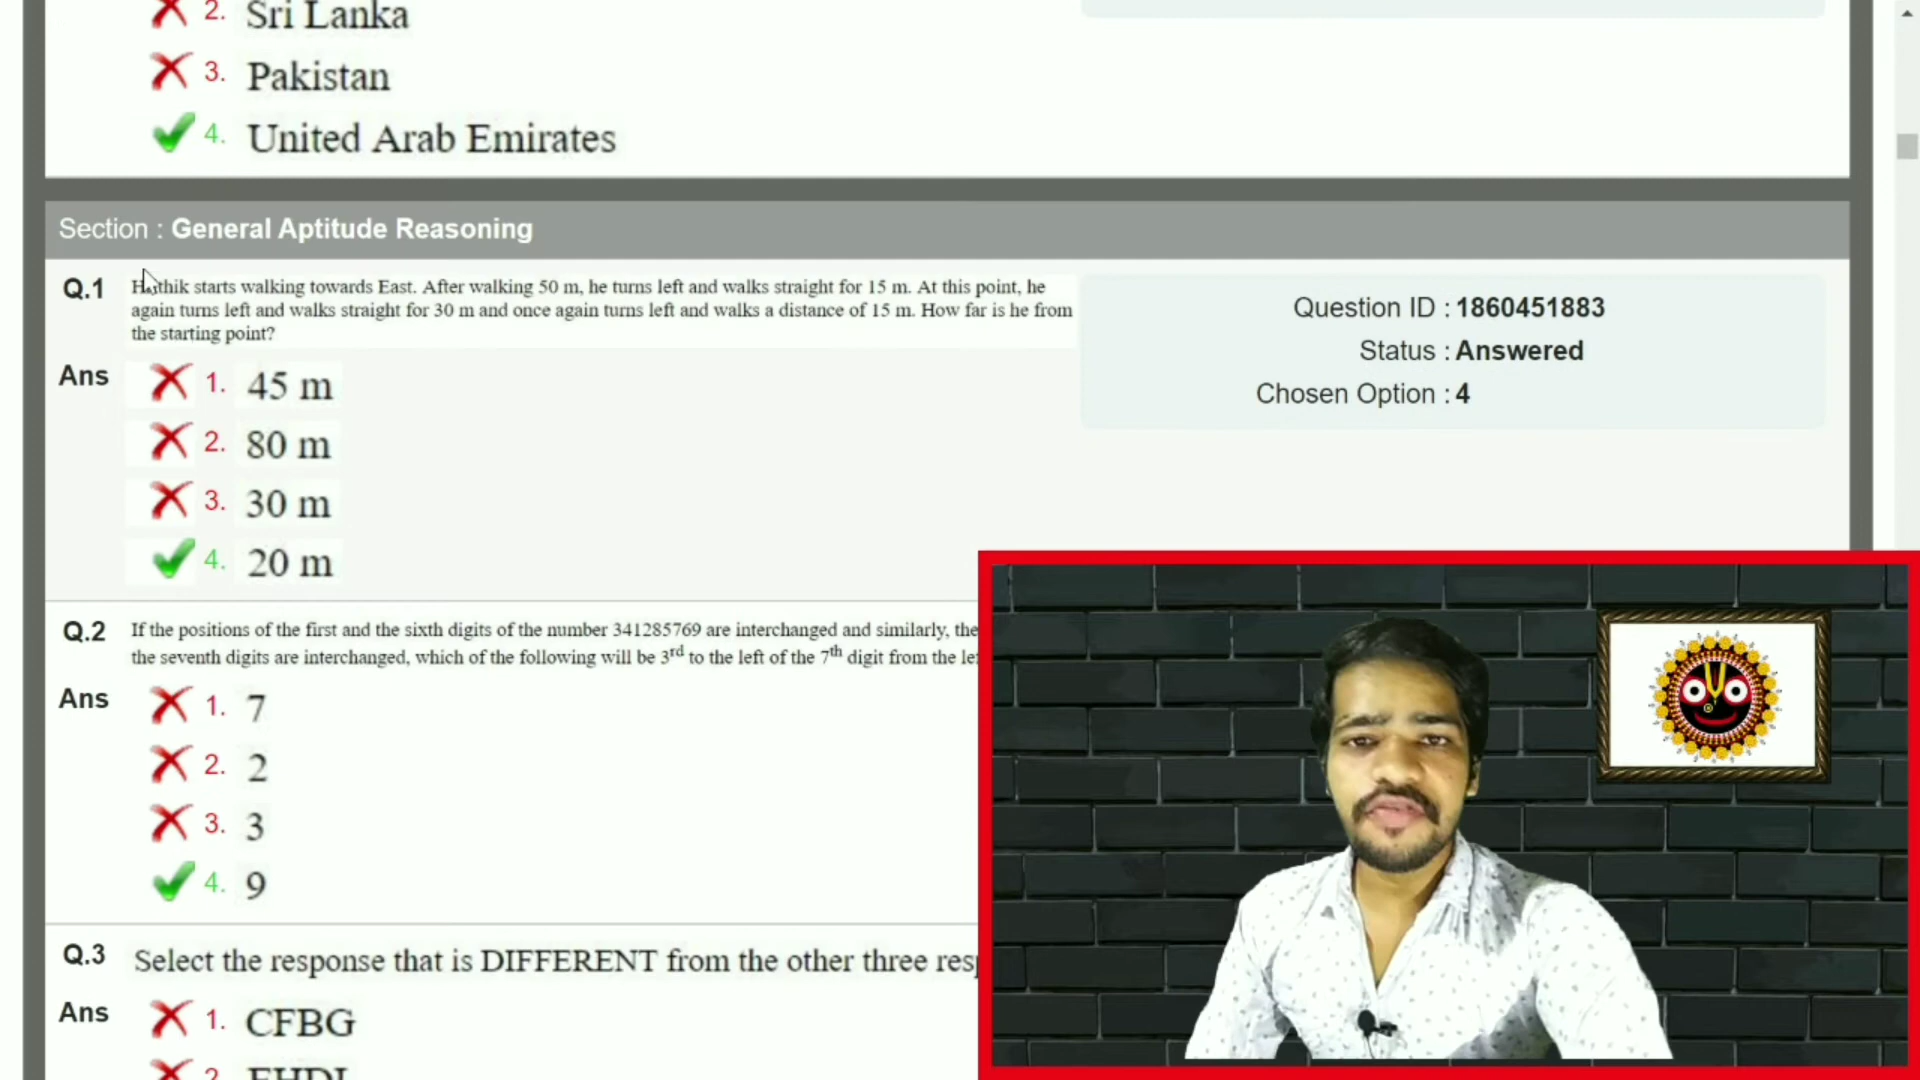 2. Sri Lanka
3. Pakistan
4. United Arab Emirates
Section : General Aptitude Reasoning
Q.1 starts walking towards East. After walking 50 m, he turns left and walks straight for 15 m. At this point, he
again turns left and walks straight for 30 m and once again turns left and walks a distance of 15 m. How far is he from
the starting point?
Question ID : 1860451883
Status : Answered
Chosen Option : 4
Ans 1. 45 m
2. 80 m
3. 30 m
4. 20 m
Q.2 If the positions of the first and the sixth digits of the number 341285769 are interchanged and similarly, the
the seventh digits are interchanged, which of the following will be 3rd to the left of the 7th digit from the
Ans 1. 7
2. 2
3. 3
4. 9
Q.3 Select the response that is DIFFERENT from the other three
Ans 1. CFBG
2.